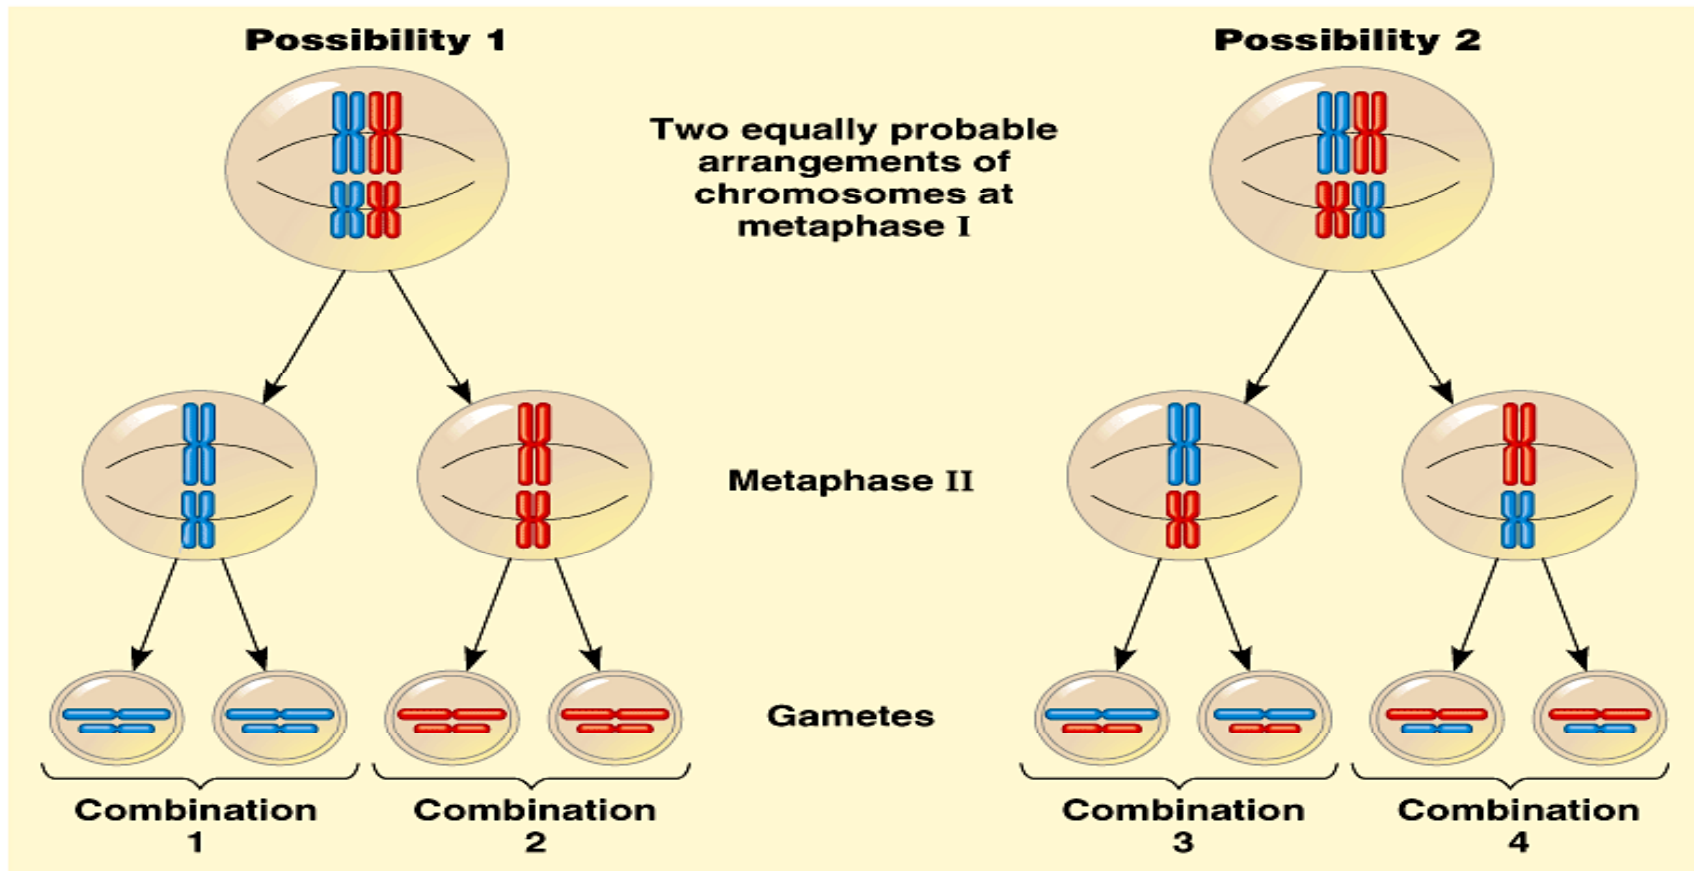 Possibility 1
Possibility 2
Two equally probable
arrangements of
chromosomes at
metaphase I
Metaphase II
Gametes
Combination
1
Combination
2
Combination
3
Combination
4